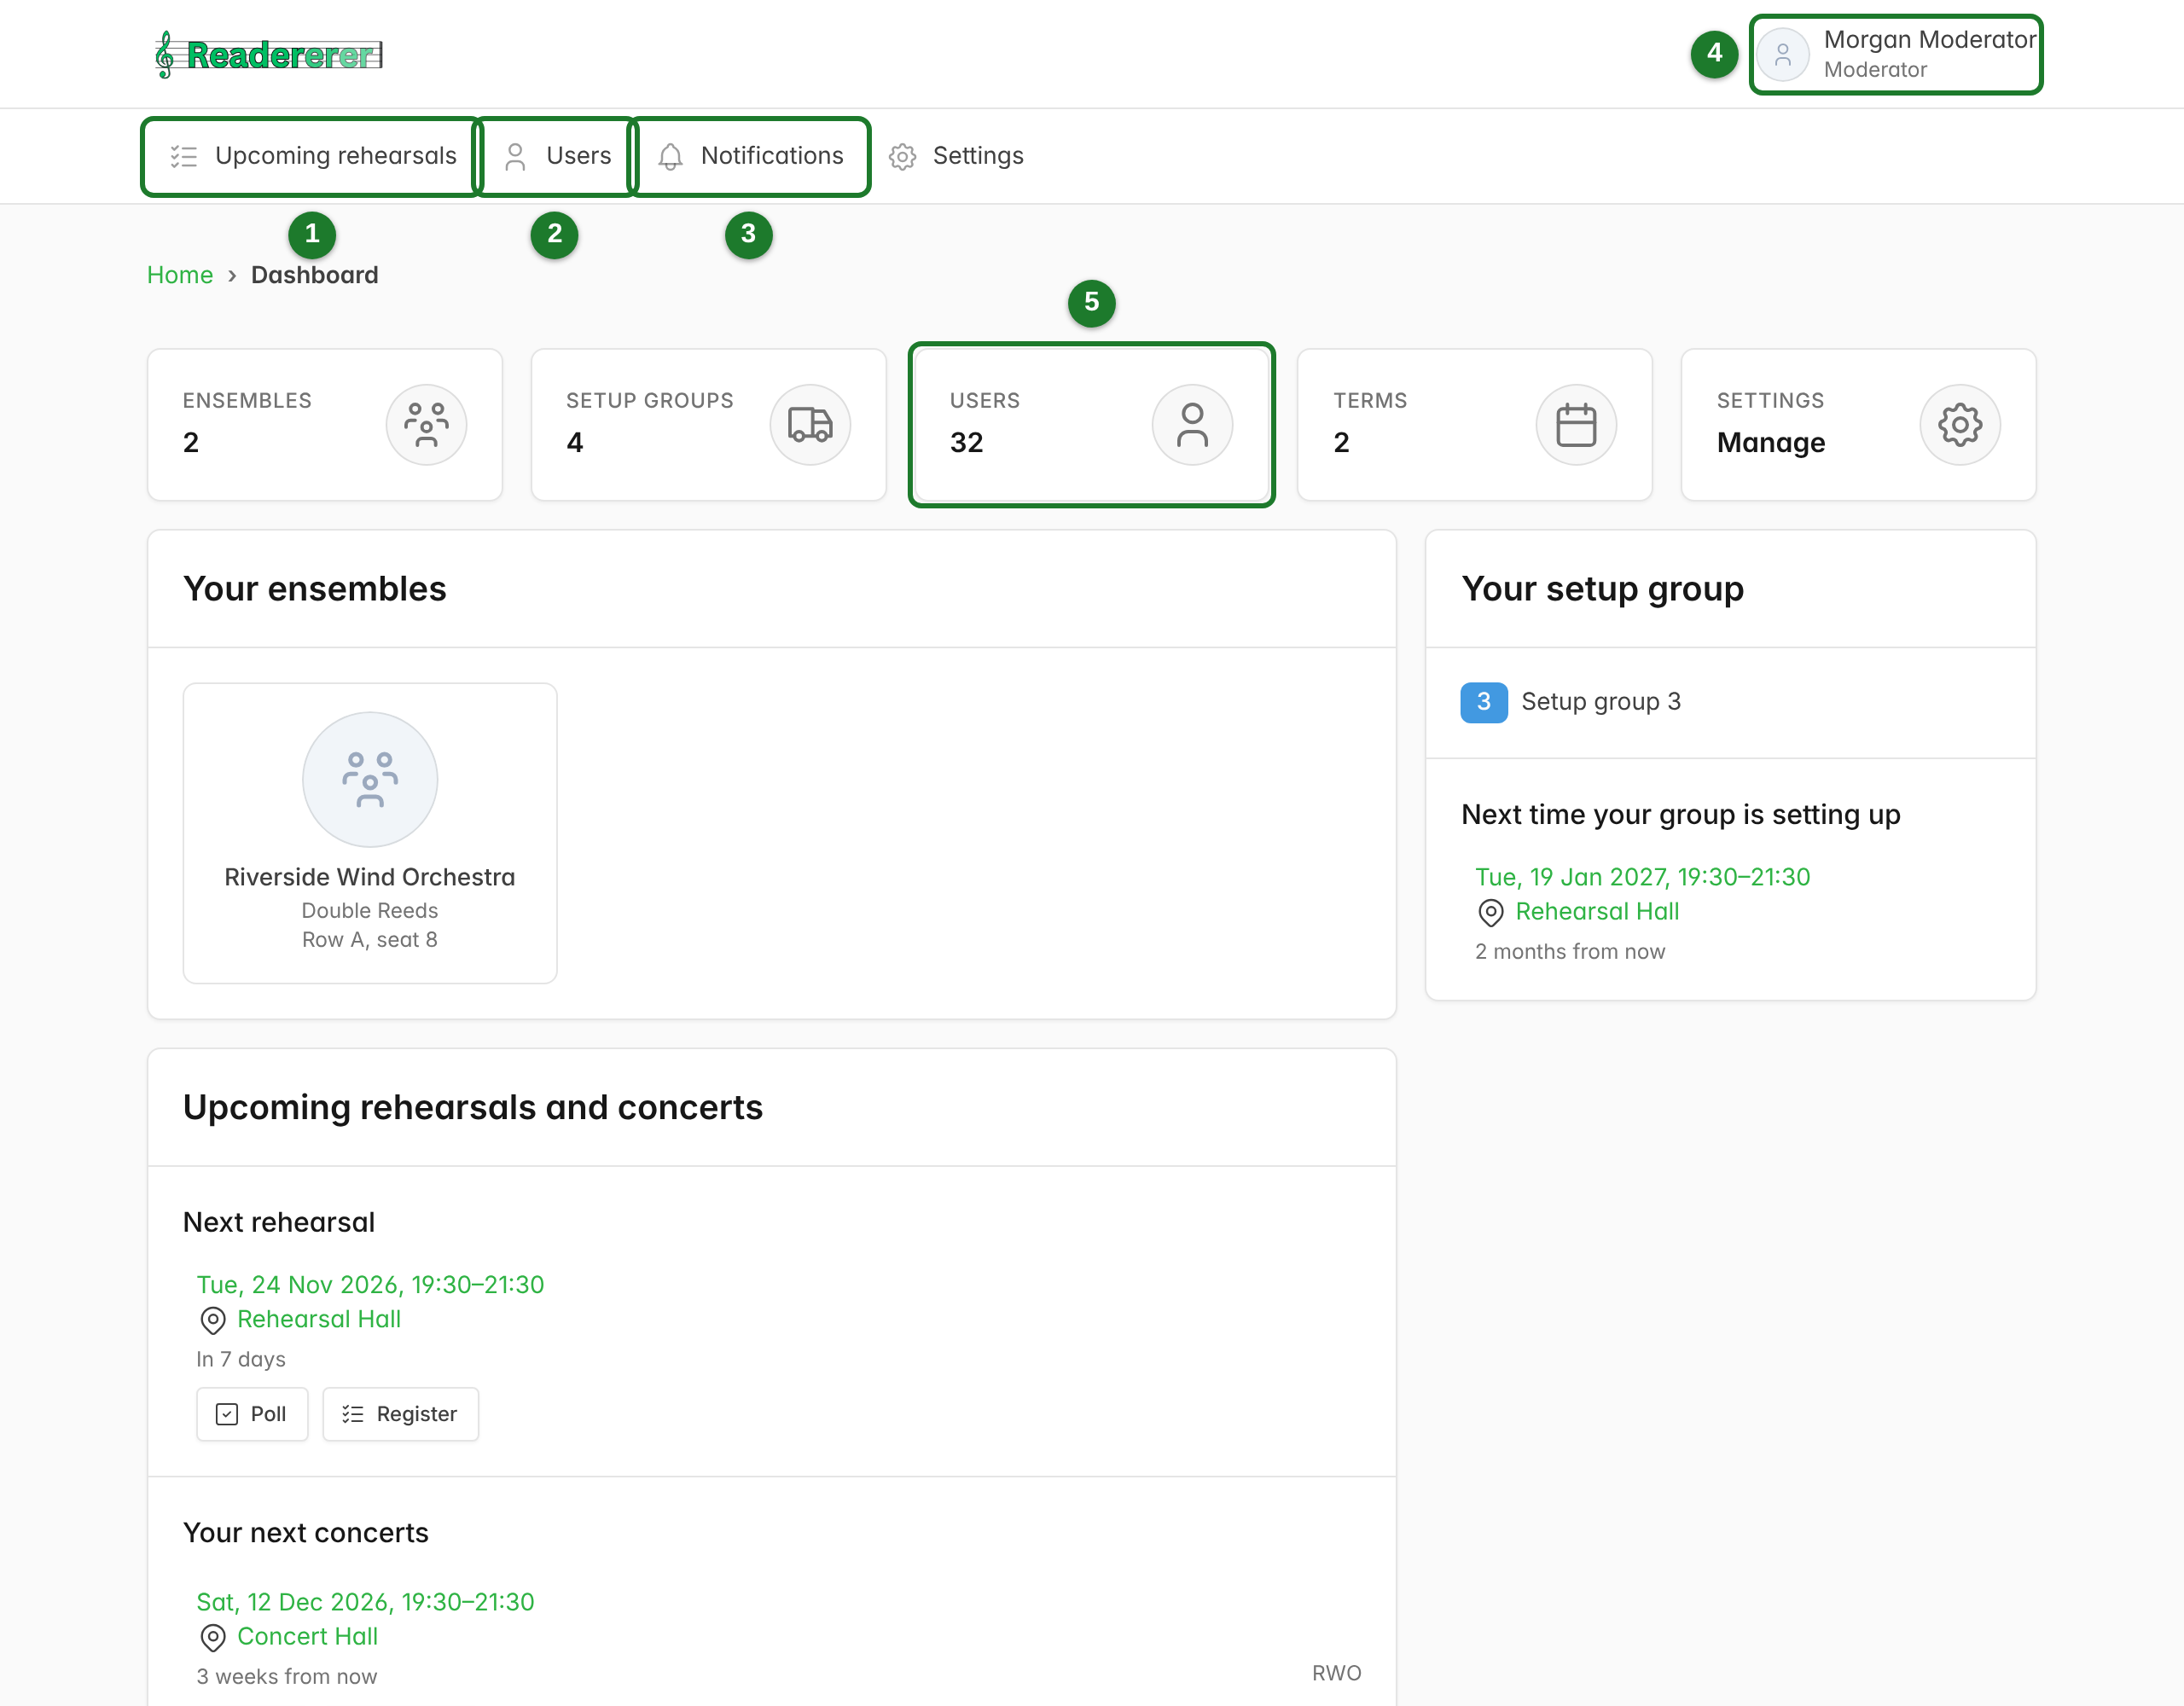 Readererer
4
Morgan Moderator
Moderator
Upcoming rehearsals
Users
Notifications
Settings
1
2
3
Home › Dashboard
5
ENSEMBLES
2
SETUP GROUPS
4
USERS
32
TERMS
2
SETTINGS
Manage
Your ensembles
Riverside Wind Orchestra
Double Reeds
Row A, seat 8
Your setup group
3 Setup group 3
Next time your group is setting up
Tue, 19 Jan 2027, 19:30–21:30
Rehearsal Hall
2 months from now
Upcoming rehearsals and concerts
Next rehearsal
Tue, 24 Nov 2026, 19:30–21:30
Rehearsal Hall
In 7 days
Poll
Register
Your next concerts
Sat, 12 Dec 2026, 19:30–21:30
Concert Hall
3 weeks from now
RWO